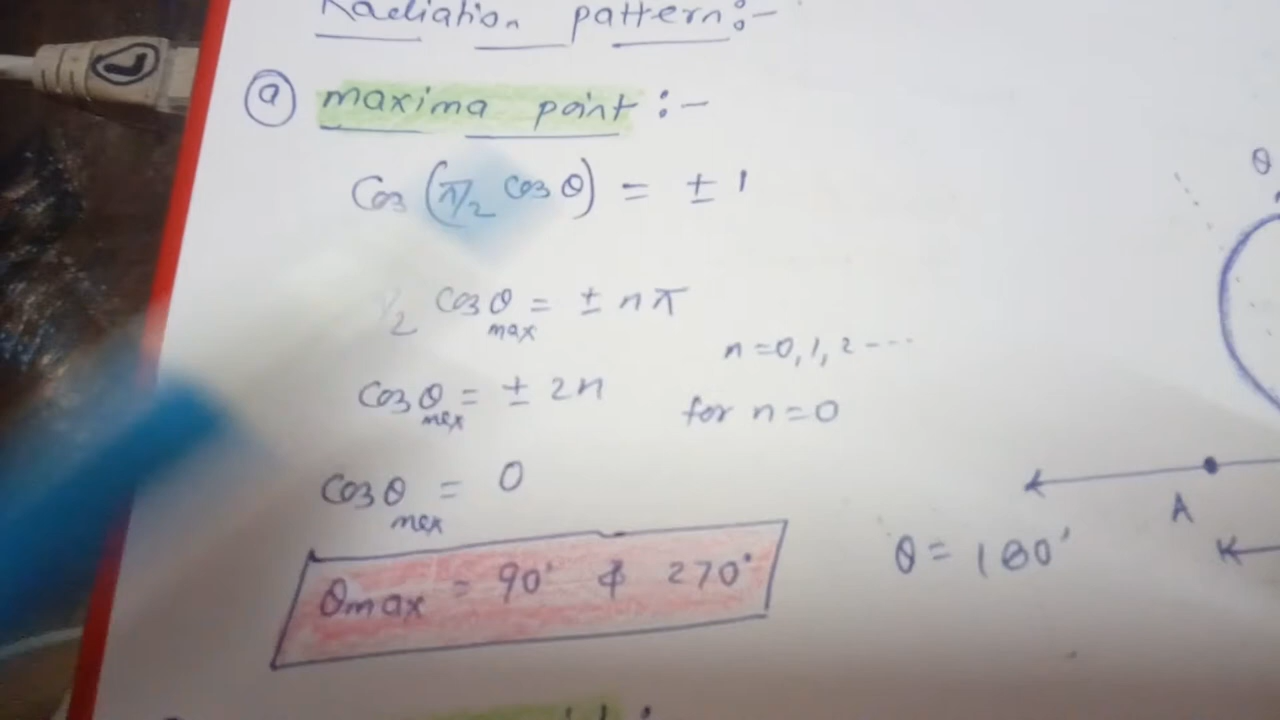 Radiation pattern:-
(a) maxima point :-
Cos (π/2 cos θ) = ± 1
/2 cos θmax = ± nπ
n = 0, 1, 2 ---
Cos θmax = ± 2n
for n = 0
Cos θmax = 0
θmax = 90° & 270°
θ
A
θ = 180°